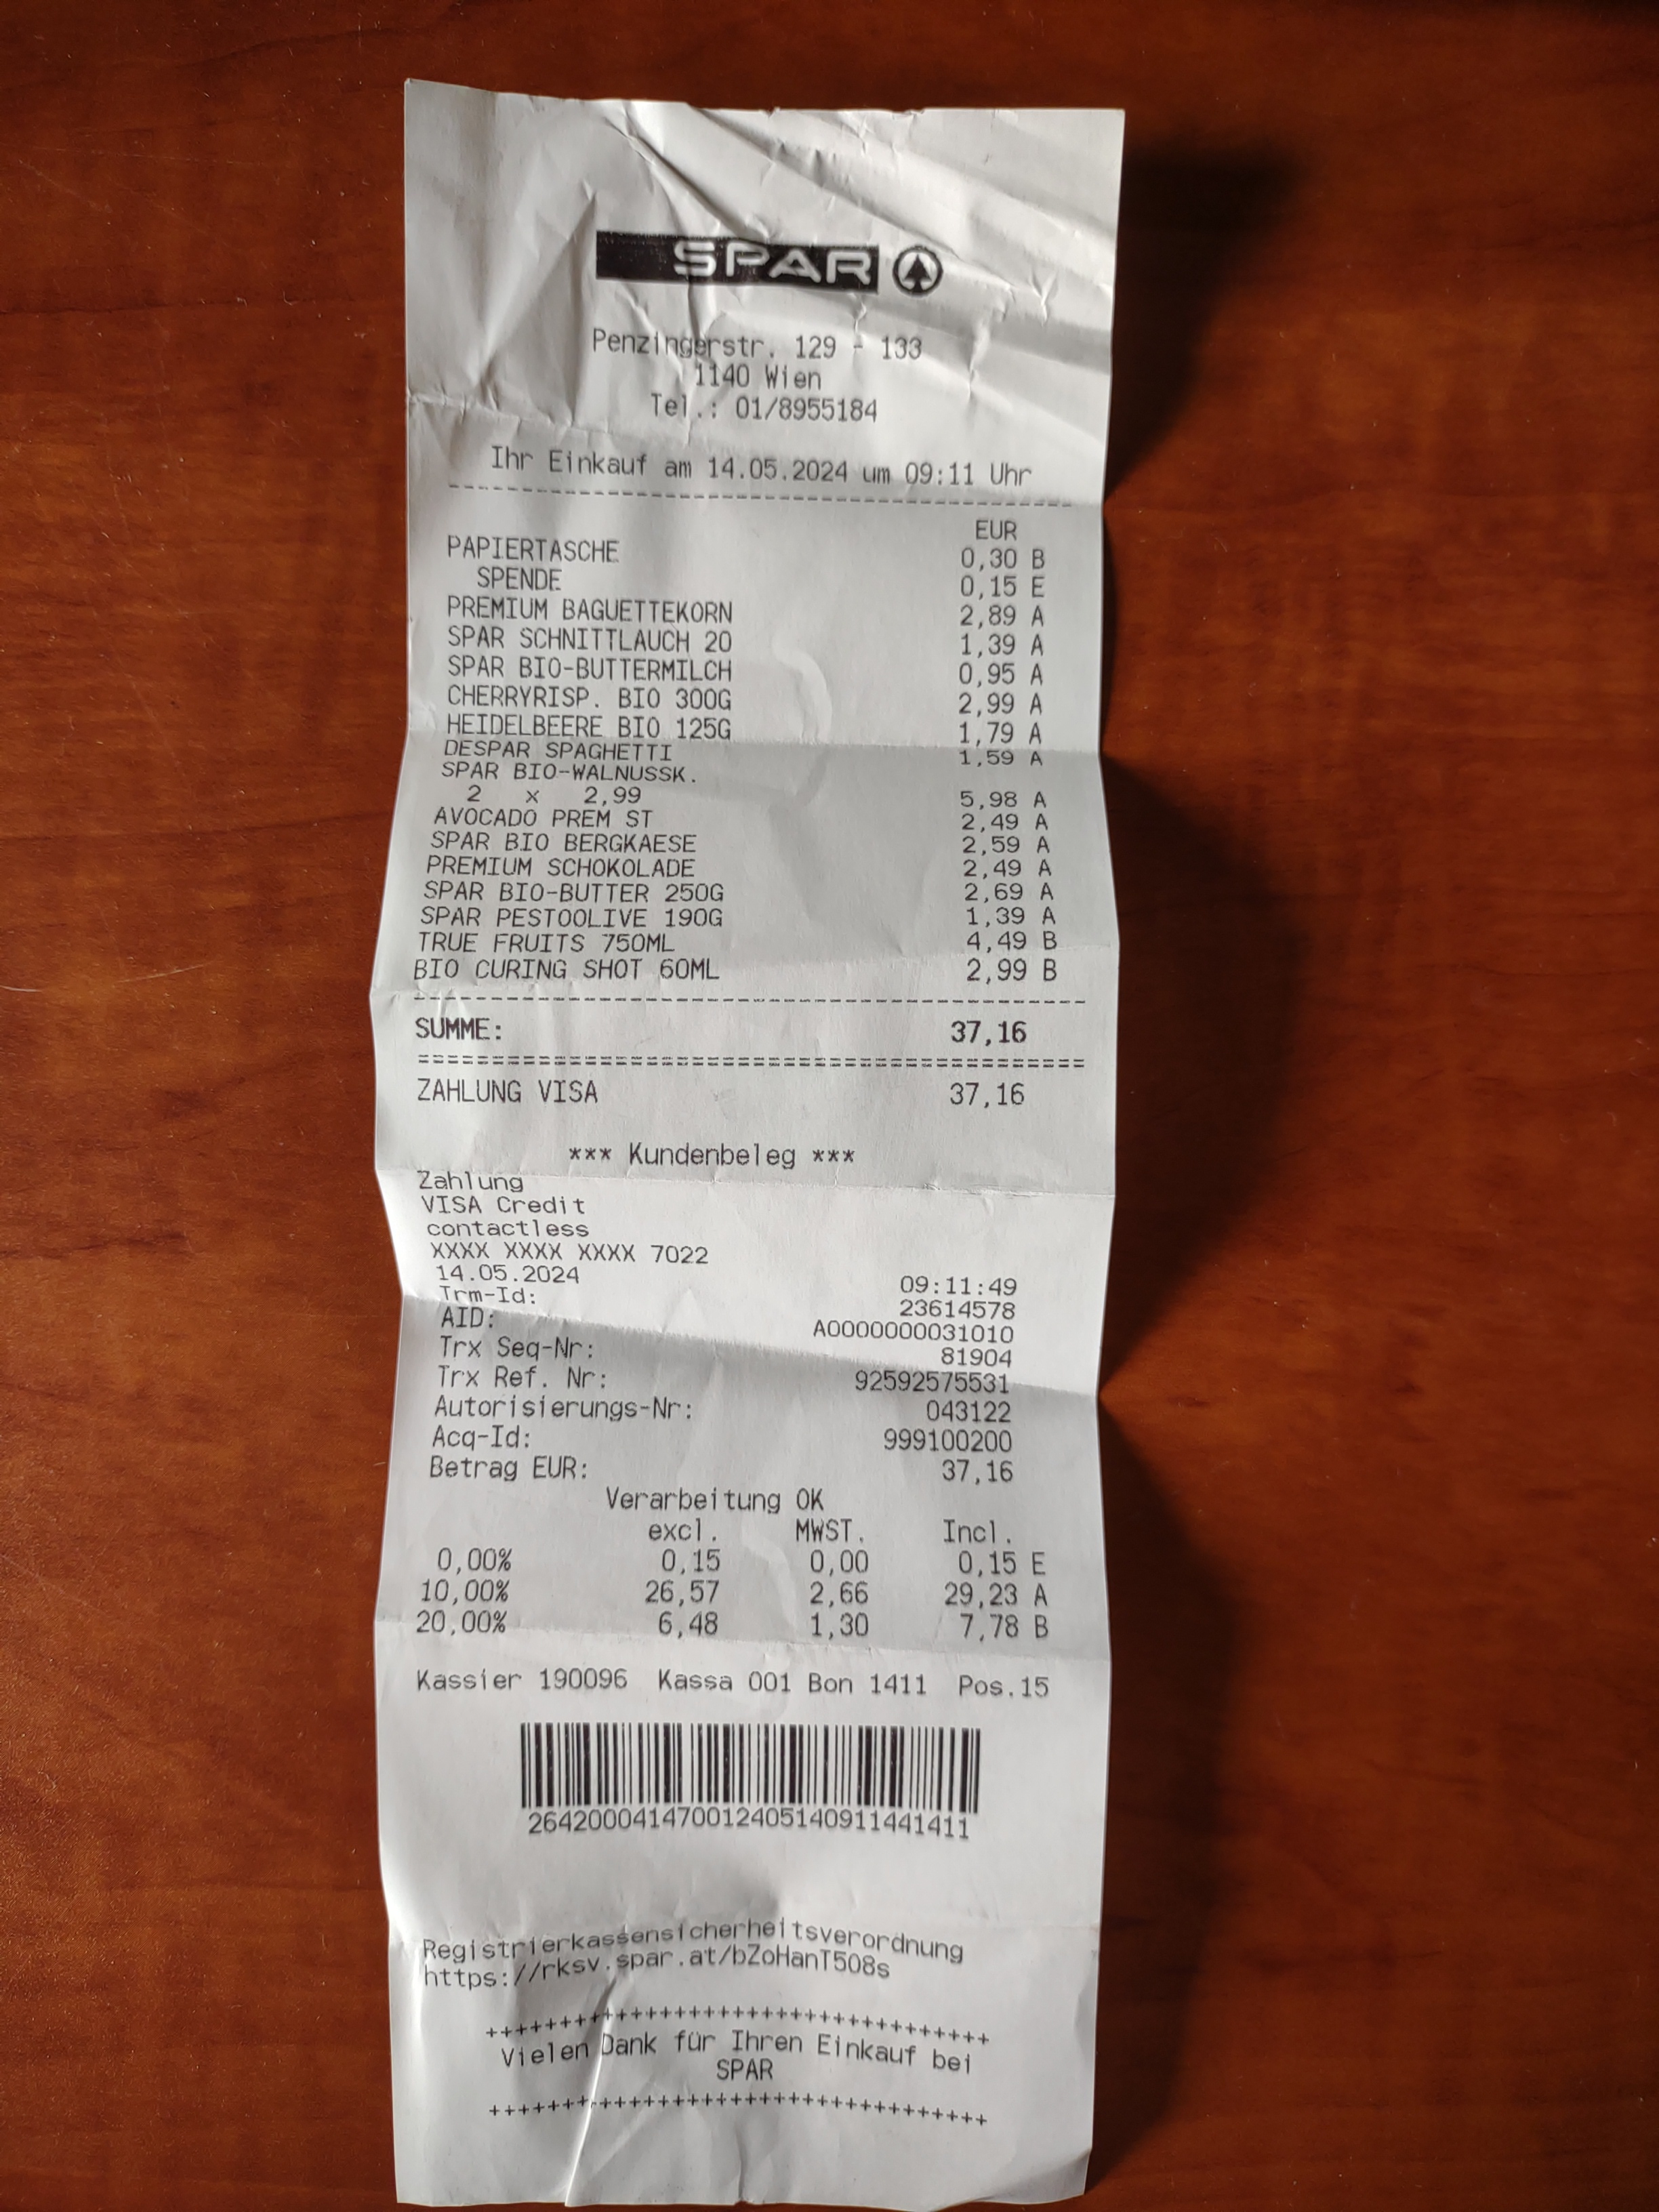 SPAR
Penzingerstr. 129 - 133
1140 Wien
Tel.: 01/8955184
Ihr Einkauf am 14.05.2024 um 09:11 Uhr
EUR
PAPIERTASCHE 0,30 B
SPENDE 0,15 E
PREMIUM BAGUETTEKORN 2,89 A
SPAR SCHNITTLAUCH 20 1,39 A
SPAR BIO-BUTTERMILCH 0,95 A
CHERRYRISP. BIO 300G 2,99 A
HEIDELBEERE BIO 125G 1,79 A
DESPAR SPAGHETTI 1,59 A
SPAR BIO-WALNUSSK.
2 x 2,99 5,98 A
AVOCADO PREM ST 2,49 A
SPAR BIO BERGKAESE 2,59 A
PREMIUM SCHOKOLADE 2,49 A
SPAR BIO-BUTTER 250G 2,69 A
SPAR PESTOOLIVE 190G 1,39 A
TRUE FRUITS 750ML 4,49 B
BIO CURING SHOT 60ML 2,99 B
SUMME: 37,16
ZAHLUNG VISA 37,16
*** Kundenbeleg ***
Zahlung
VISA Credit
contactless
XXXX XXXX XXXX 7022
14.05.2024 09:11:49
Trm-Id: 23614578
AID: A0000000031010
Trx Seq-Nr: 81904
Trx Ref. Nr: 92592575531
Autorisierungs-Nr: 043122
Acq-Id: 999100200
Betrag EUR: 37,16
Verarbeitung OK
excl. MWST. Incl.
0,00% 0,15 0,00 0,15 E
10,00% 26,57 2,66 29,23 A
20,00% 6,48 1,30 7,78 B
Kassier 190096 Kassa 001 Bon 1411 Pos.15
264200041470012405140911441411
Registrierkassensicherheitsverordnung
https://rksv.spar.at/bZoHanT508s
+++++++++++++++++++++++++++++++++++
Vielen Dank für Ihren Einkauf bei
SPAR
+++++++++++++++++++++++++++++++++++